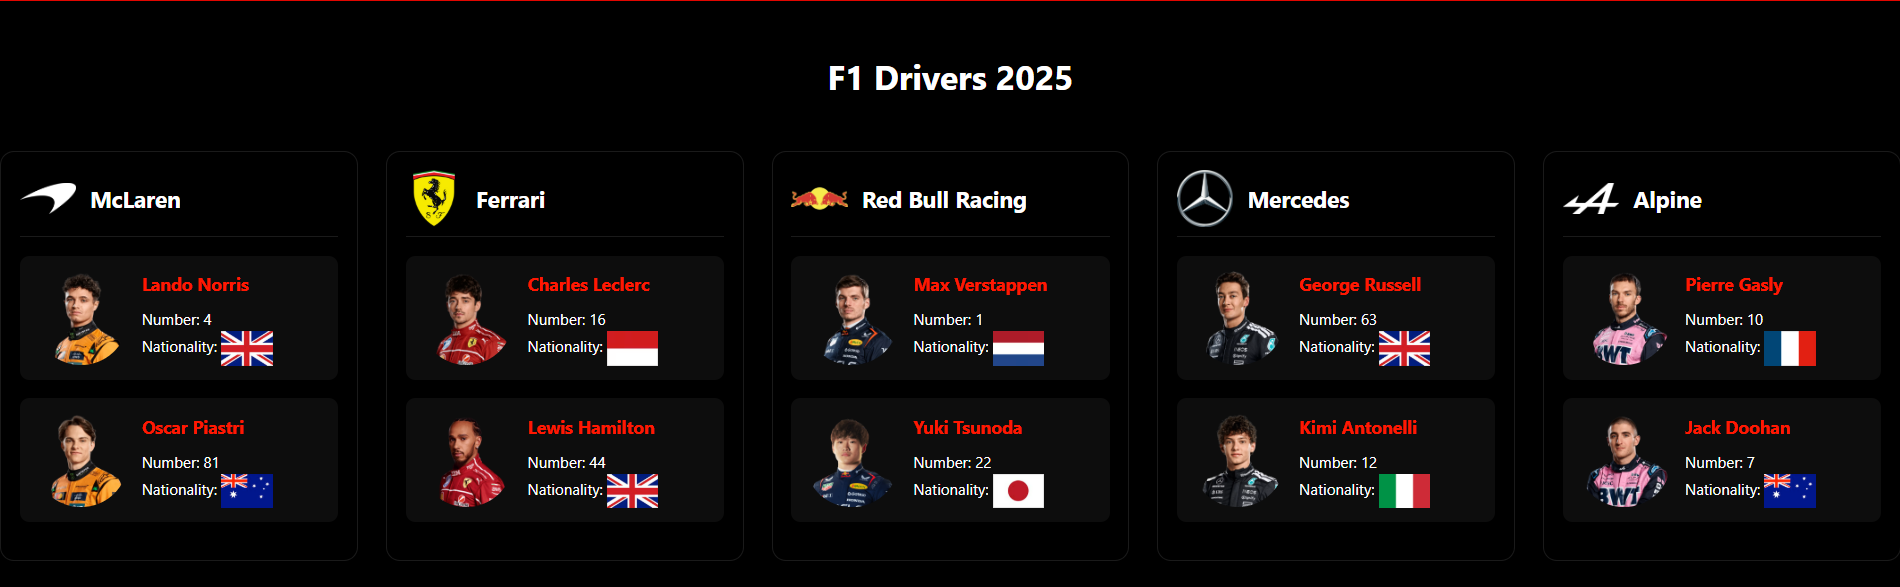 F1 Drivers 2025
McLaren
Lando Norris
Number: 4
Nationality:
Oscar Piastri
Number: 81
Nationality:
Ferrari
Charles Leclerc
Number: 16
Nationality:
Lewis Hamilton
Number: 44
Nationality:
Red Bull Racing
Max Verstappen
Number: 1
Nationality:
Yuki Tsunoda
Number: 22
Nationality:
Mercedes
George Russell
Number: 63
Nationality:
Kimi Antonelli
Number: 12
Nationality:
Alpine
Pierre Gasly
Number: 10
Nationality:
Jack Doohan
Number: 7
Nationality: